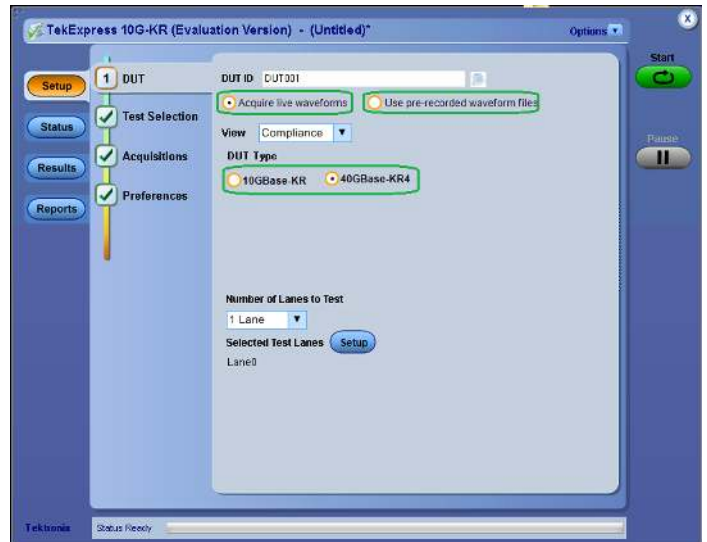 TekExpress 10G-KR (Evaluation Version) - (Untitled)*
Options
x
Start
Setup
1 DUT
DUT ID DUT001
Acquire live waveforms
Use pre-recorded waveform files
Status
Test Selection
View Compliance
Pause
Acquisitions
DUT Type
Results
10GBase-KR
40GBase-KR4
Preferences
Reports
Number of Lanes to Test
1 Lane
Selected Test Lanes Setup
Lane0
Tektronix
Status Ready